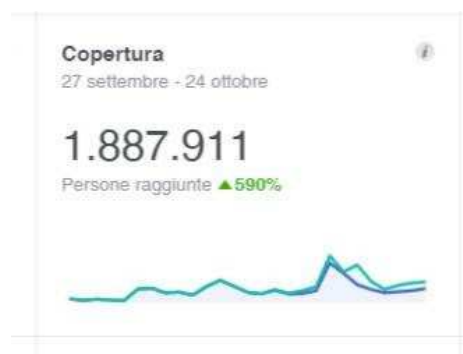 Copertura
27 settembre - 24 ottobre
1.887.911
Persone raggiunte ▲590%